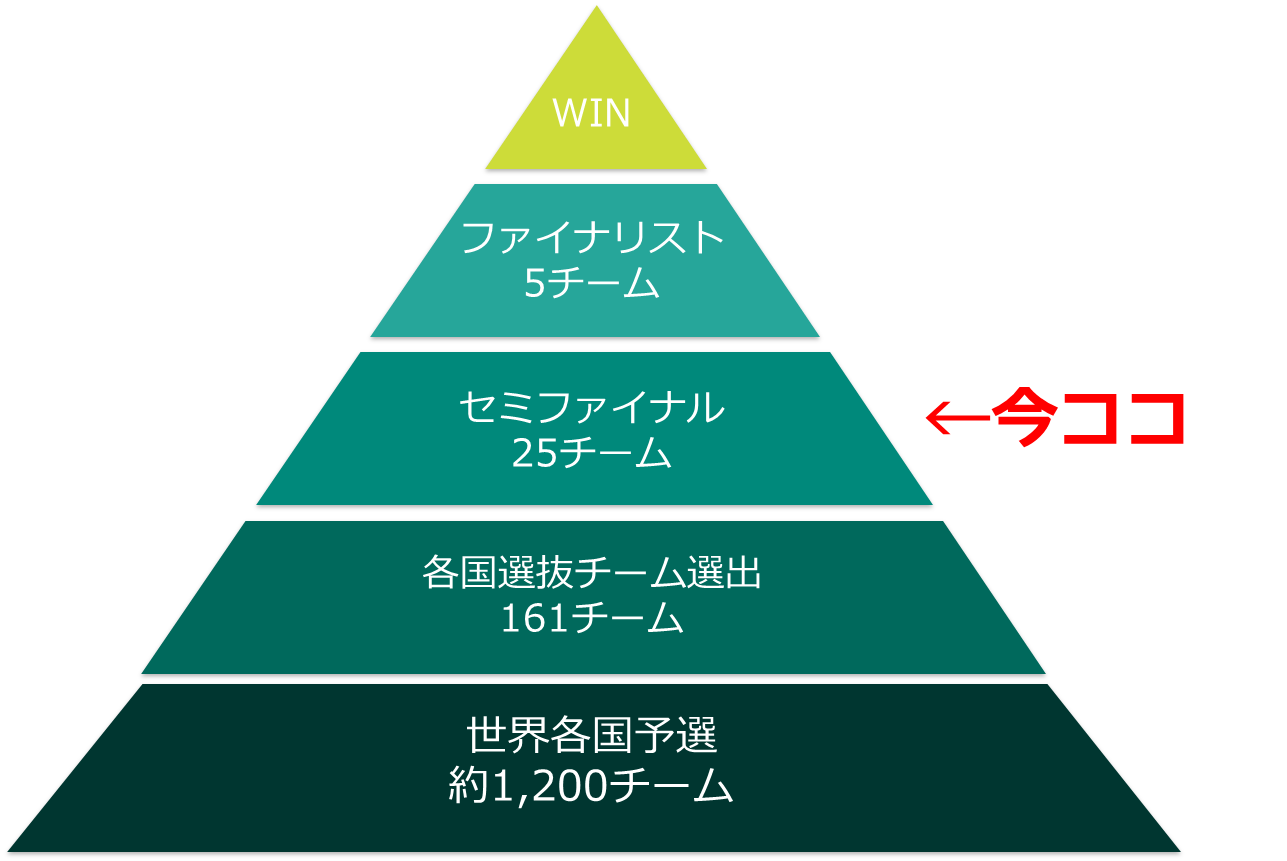 WIN
ファイナリスト
5チーム
セミファイナル
25チーム
←今ココ
各国選抜チーム選出
161チーム
世界各国予選
約1,200チーム